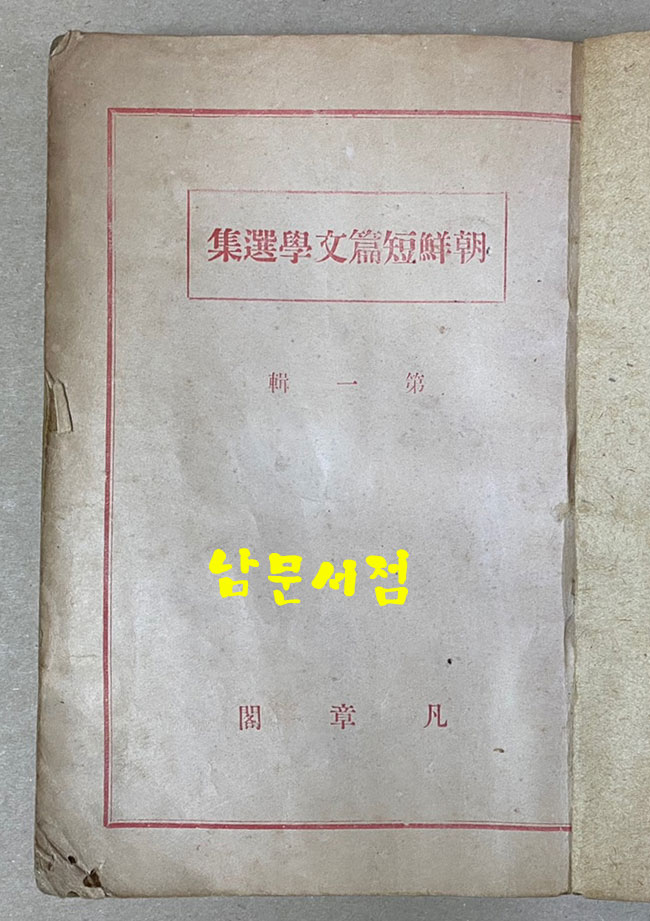 朝鮮短篇文學選集
第一輯
남문서점
凡章閣